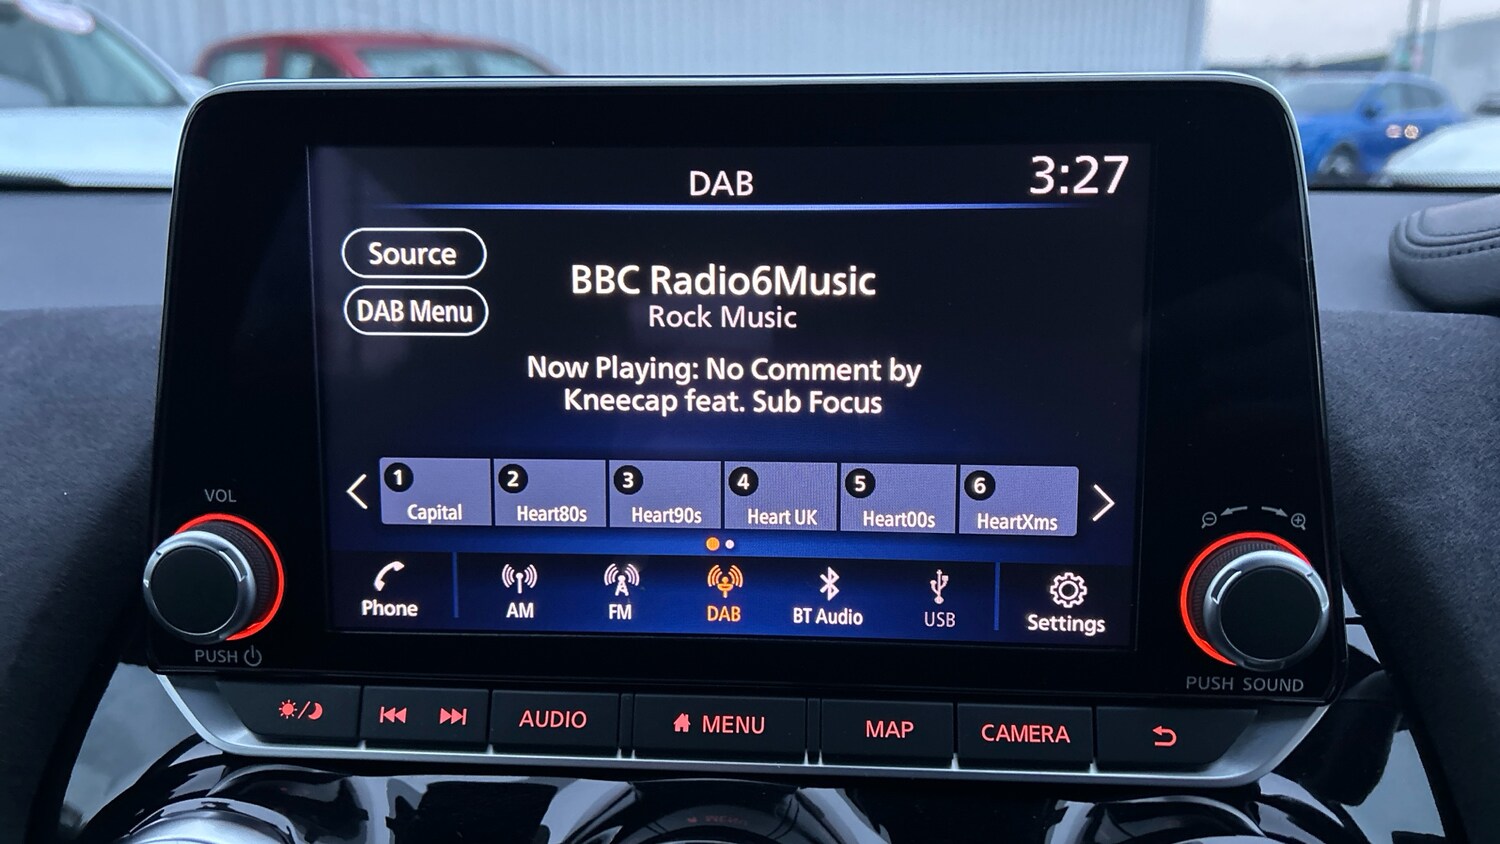 DAB
3:27
Source
DAB Menu
BBC Radio6Music
Rock Music
Now Playing: No Comment by
Kneecap feat. Sub Focus
1 Capital
2 Heart80s
3 Heart90s
4 Heart UK
5 Heart00s
6 HeartXms
Phone
AM
FM
DAB
BT Audio
USB
Settings
VOL
PUSH
PUSH SOUND
AUDIO
MENU
MAP
CAMERA